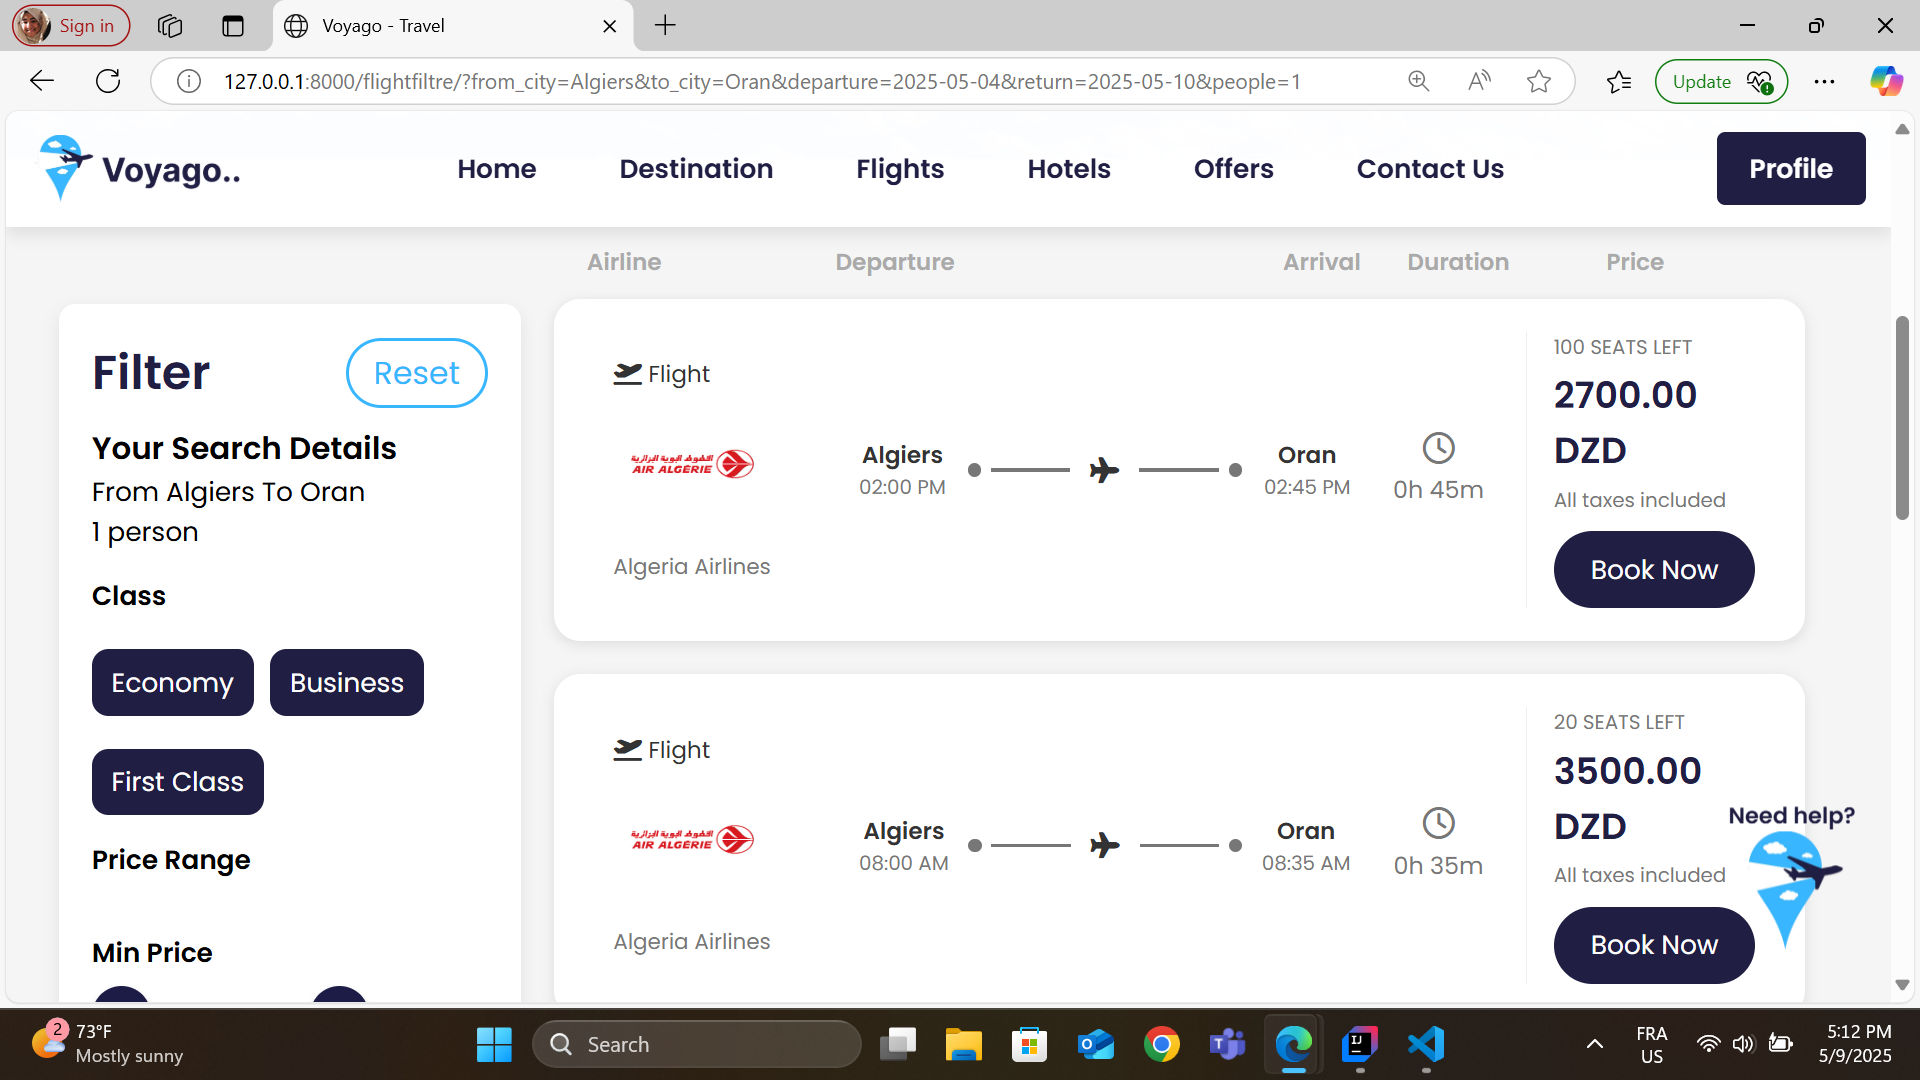 Sign in
Voyago - Travel
127.0.0.1:8000/flightfiltre/?from_city=Algiers&to_city=Oran&departure=2025-05-04&return=2025-05-10&people=1
Update
Voyago..
Home
Destination
Flights
Hotels
Offers
Contact Us
Profile
Airline
Departure
Arrival
Duration
Price
Filter
Reset
Your Search Details
From Algiers To Oran
1 person
Class
Economy
Business
First Class
Price Range
Min Price
Flight
AIR ALGÉRIE
Algeria Airlines
Algiers
02:00 PM
Oran
02:45 PM
0h 45m
100 SEATS LEFT
2700.00
DZD
All taxes included
Book Now
Flight
AIR ALGÉRIE
Algeria Airlines
Algiers
08:00 AM
Oran
08:35 AM
0h 35m
20 SEATS LEFT
3500.00
DZD
All taxes included
Book Now
Need help?
2
73°F
Mostly sunny
Search
FRA
US
5:12 PM
5/9/2025